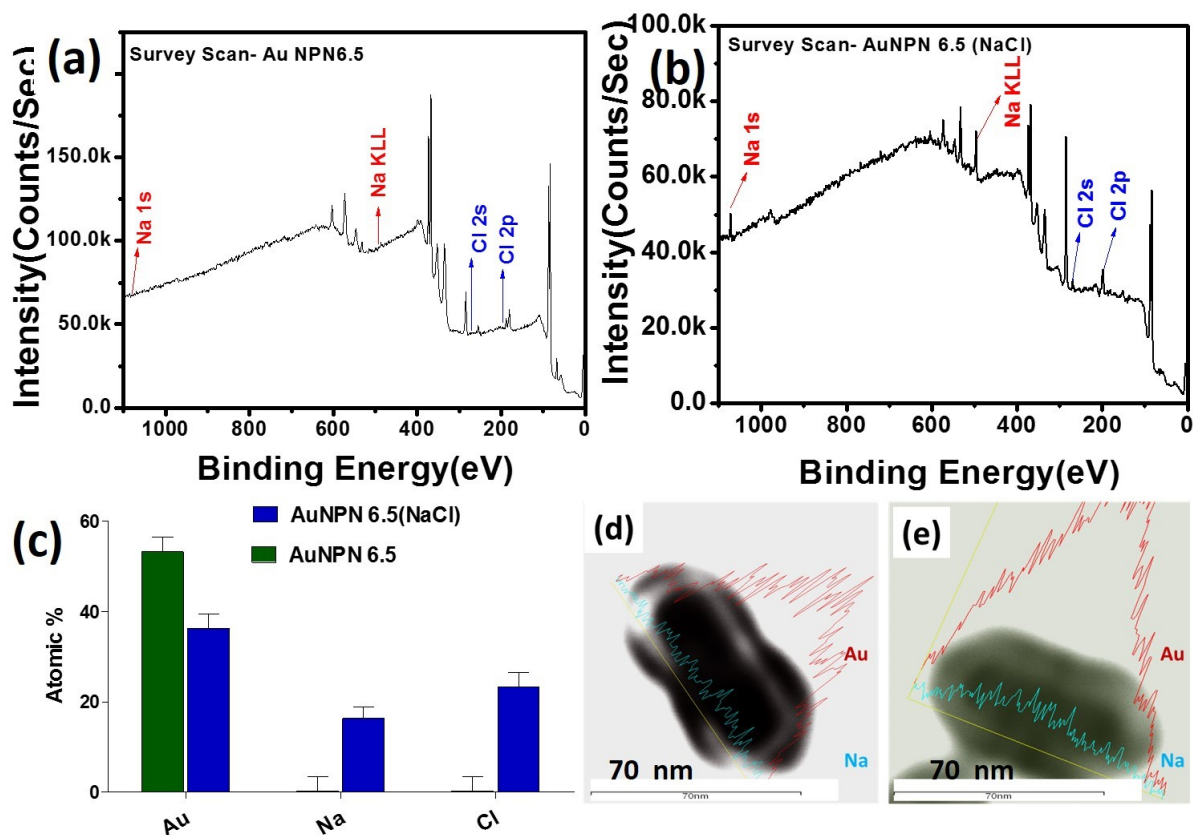 (a)
Survey Scan- Au NPN6.5
Intensity(Counts/Sec)
150.0k
100.0k
50.0k
0.0
Na 1s
Na KLL
Cl 2s
Cl 2p
1000 800 600 400 200 0
Binding Energy(eV)
(b)
Survey Scan- AuNPN 6.5 (NaCl)
Intensity(Counts/Sec)
100.0k
80.0k
60.0k
40.0k
20.0k
0.0
Na 1s
Na KLL
Cl 2s
Cl 2p
1000 800 600 400 200 0
Binding Energy(eV)
(c)
AuNPN 6.5(NaCl)
AuNPN 6.5
Atomic %
60
40
20
0
Au Na Cl
(d)
Au
Na
70 nm
70nm
(e)
Au
Na
70 nm
70nm